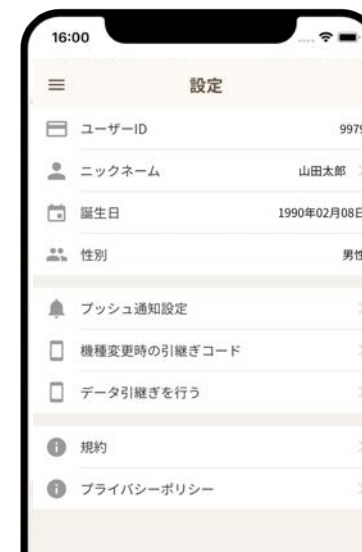 16:00
設定
ユーザーID 9979
ニックネーム 山田太郎
誕生日 1990年02月08日
性別 男性
プッシュ通知設定
機種変更時の引継ぎコード
データ引継ぎを行う
規約
プライバシーポリシー